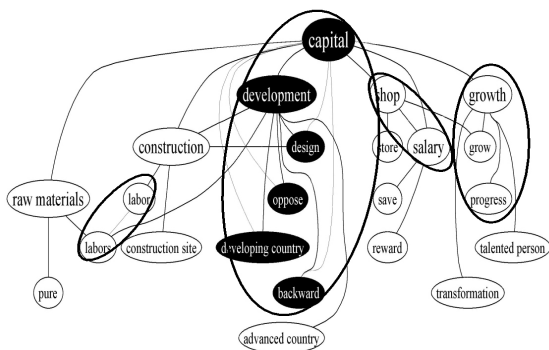 capital
development
shop
growth
construction
design
store
salary
grow
raw materials
labor
oppose
save
progress
labors
construction site
developing country
reward
talented person
pure
backward
transformation
advanced country